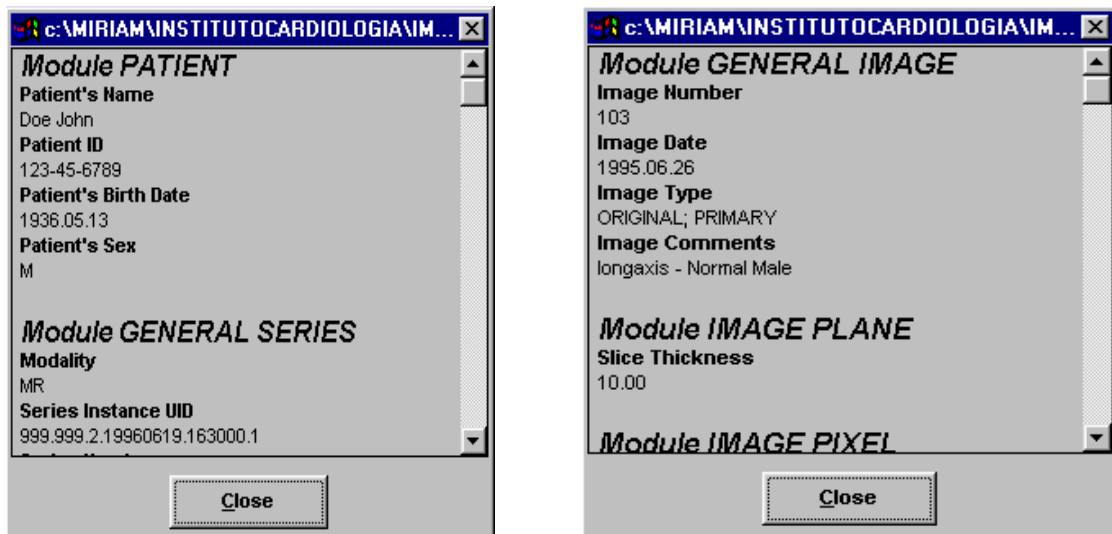 c:\MIRIAM\INSTITUTOCARDIOLOGIA\IM...
Module PATIENT
Patient's Name
Doe John
Patient ID
123-45-6789
Patient's Birth Date
1936.05.13
Patient's Sex
M
Module GENERAL SERIES
Modality
MR
Series Instance UID
999.999.2.19960619.163000.1
Close
c:\MIRIAM\INSTITUTOCARDIOLOGIA\IM...
Module GENERAL IMAGE
Image Number
103
Image Date
1995.06.26
Image Type
ORIGINAL; PRIMARY
Image Comments
longaxis - Normal Male
Module IMAGE PLANE
Slice Thickness
10.00
Module IMAGE PIXEL
Close